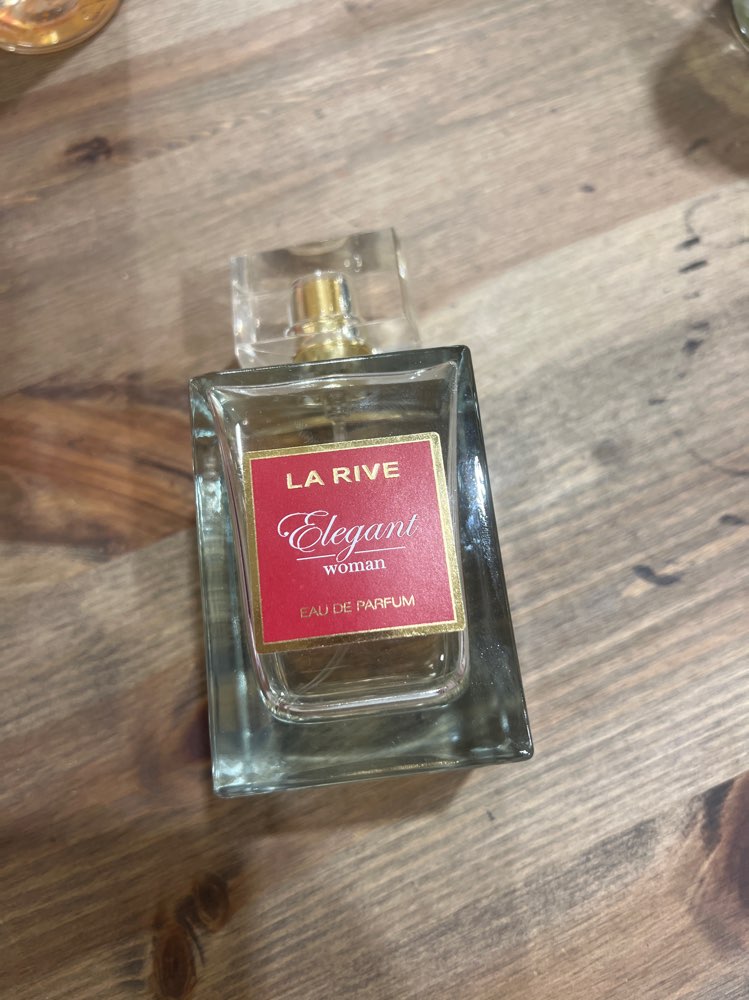 LA RIVE
Elegant
woman
EAU DE PARFUM